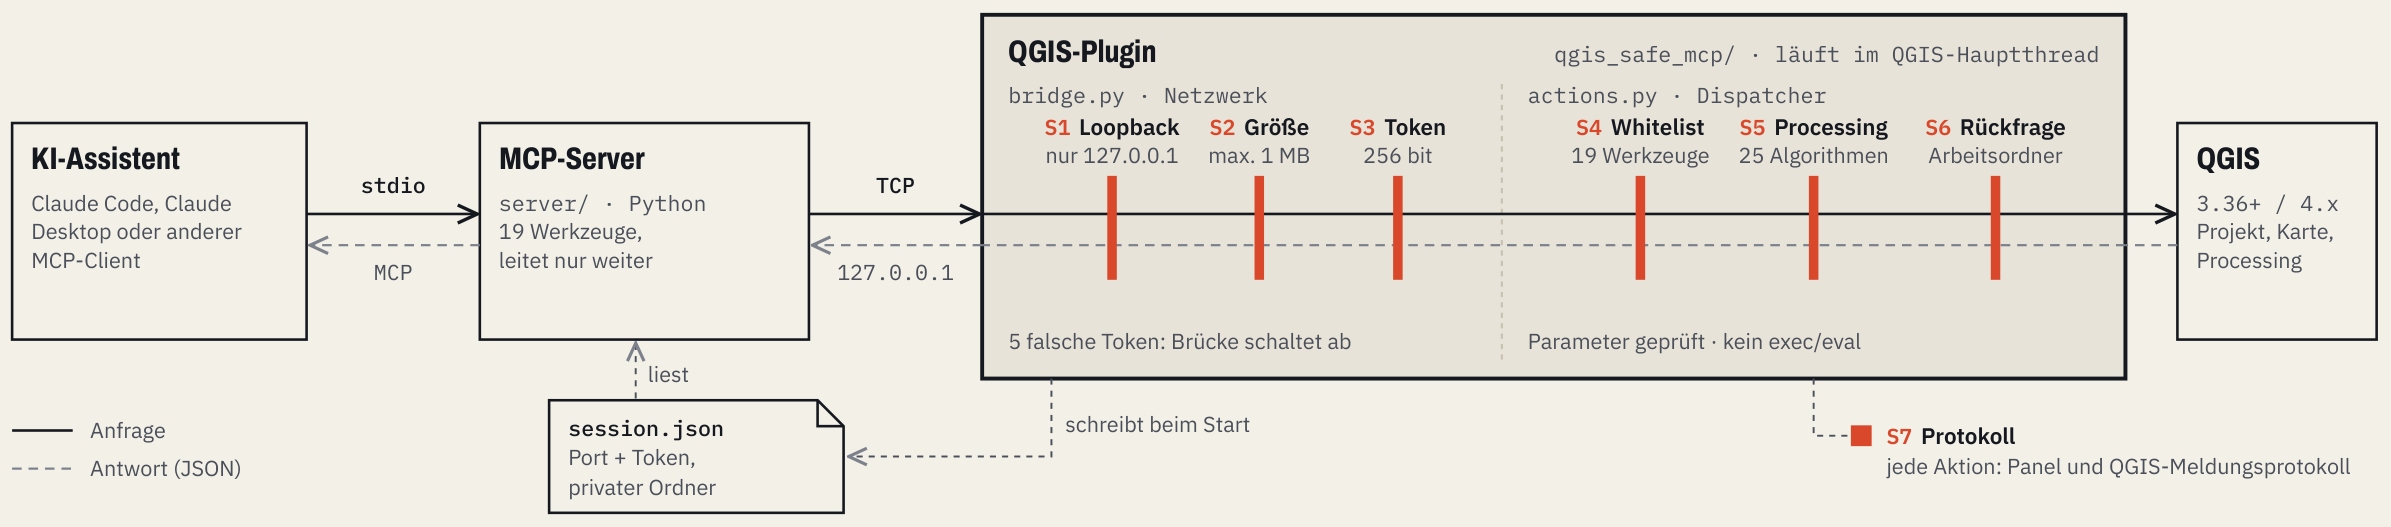 KI-Assistent
Claude Code, Claude
Desktop oder anderer
MCP-Client
stdio
MCP
MCP-Server
server/ · Python
19 Werkzeuge,
leitet nur weiter
TCP
127.0.0.1
QGIS-Plugin
qgis_safe_mcp/ · läuft im QGIS-Hauptthread
bridge.py · Netzwerk
S1 Loopback
nur 127.0.0.1
S2 Größe
max. 1 MB
S3 Token
256 bit
5 falsche Token: Brücke schaltet ab
actions.py · Dispatcher
S4 Whitelist
19 Werkzeuge
S5 Processing
25 Algorithmen
S6 Rückfrage
Arbeitsordner
Parameter geprüft · kein exec/eval
QGIS
3.36+ / 4.x
Projekt, Karte,
Processing
liest
session.json
Port + Token,
privater Ordner
schreibt beim Start
S7 Protokoll
jede Aktion: Panel und QGIS-Meldungsprotokoll
Anfrage
Antwort (JSON)